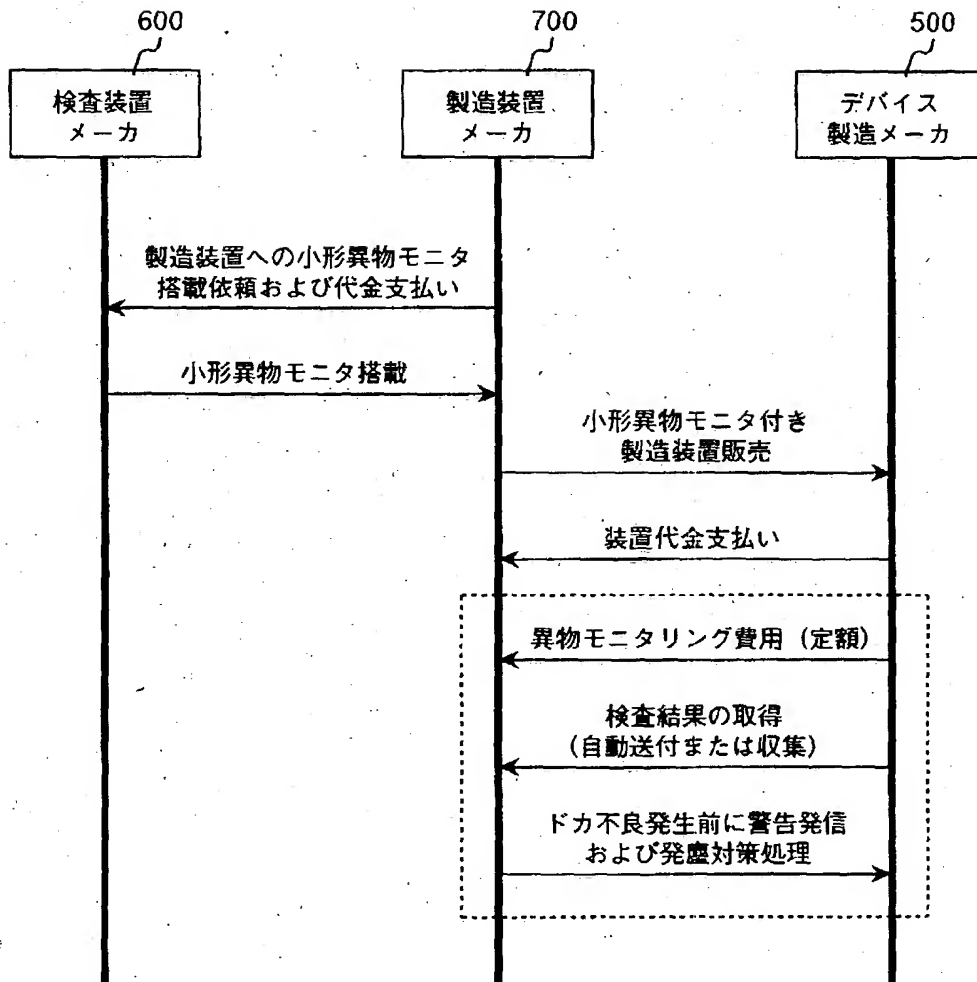 600
700
500
検査装置
メーカ
製造装置
メーカ
デバイス
製造メーカ
製造装置への小形異物モニタ
搭載依頼および代金支払い
小形異物モニタ搭載
小形異物モニタ付き
製造装置販売
装置代金支払い
異物モニタリング費用（定額）
検査結果の取得
（自動送付または収集）
ドカ不良発生前に警告発信
および発塵対策処理